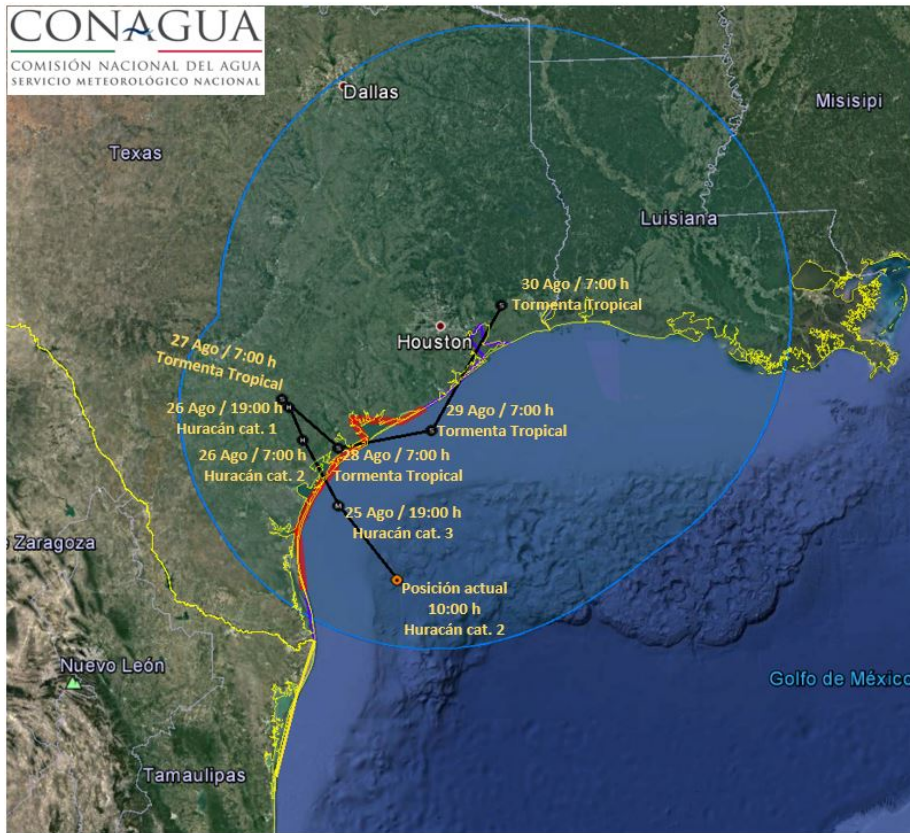 CONAGUA
COMISIÓN NACIONAL DEL AGUA
SERVICIO METEOROLÓGICO NACIONAL
Dallas
Misisipi
Texas
Luisiana
30 Ago / 7:00 h
Tormenta Tropical
Houston
27 Ago / 7:00 h
Tormenta Tropical
26 Ago / 19:00 h
Huracán cat. 1
29 Ago / 7:00 h
Tormenta Tropical
26 Ago / 7:00 h
Huracán cat. 2
28 Ago / 7:00 h
Tormenta Tropical
25 Ago / 19:00 h
Huracán cat. 3
e Zaragoza
Posición actual
10:00 h
Huracán cat. 2
Nuevo León
Golfo de México
Tamaulipas
S
S
H
H
S
S
M